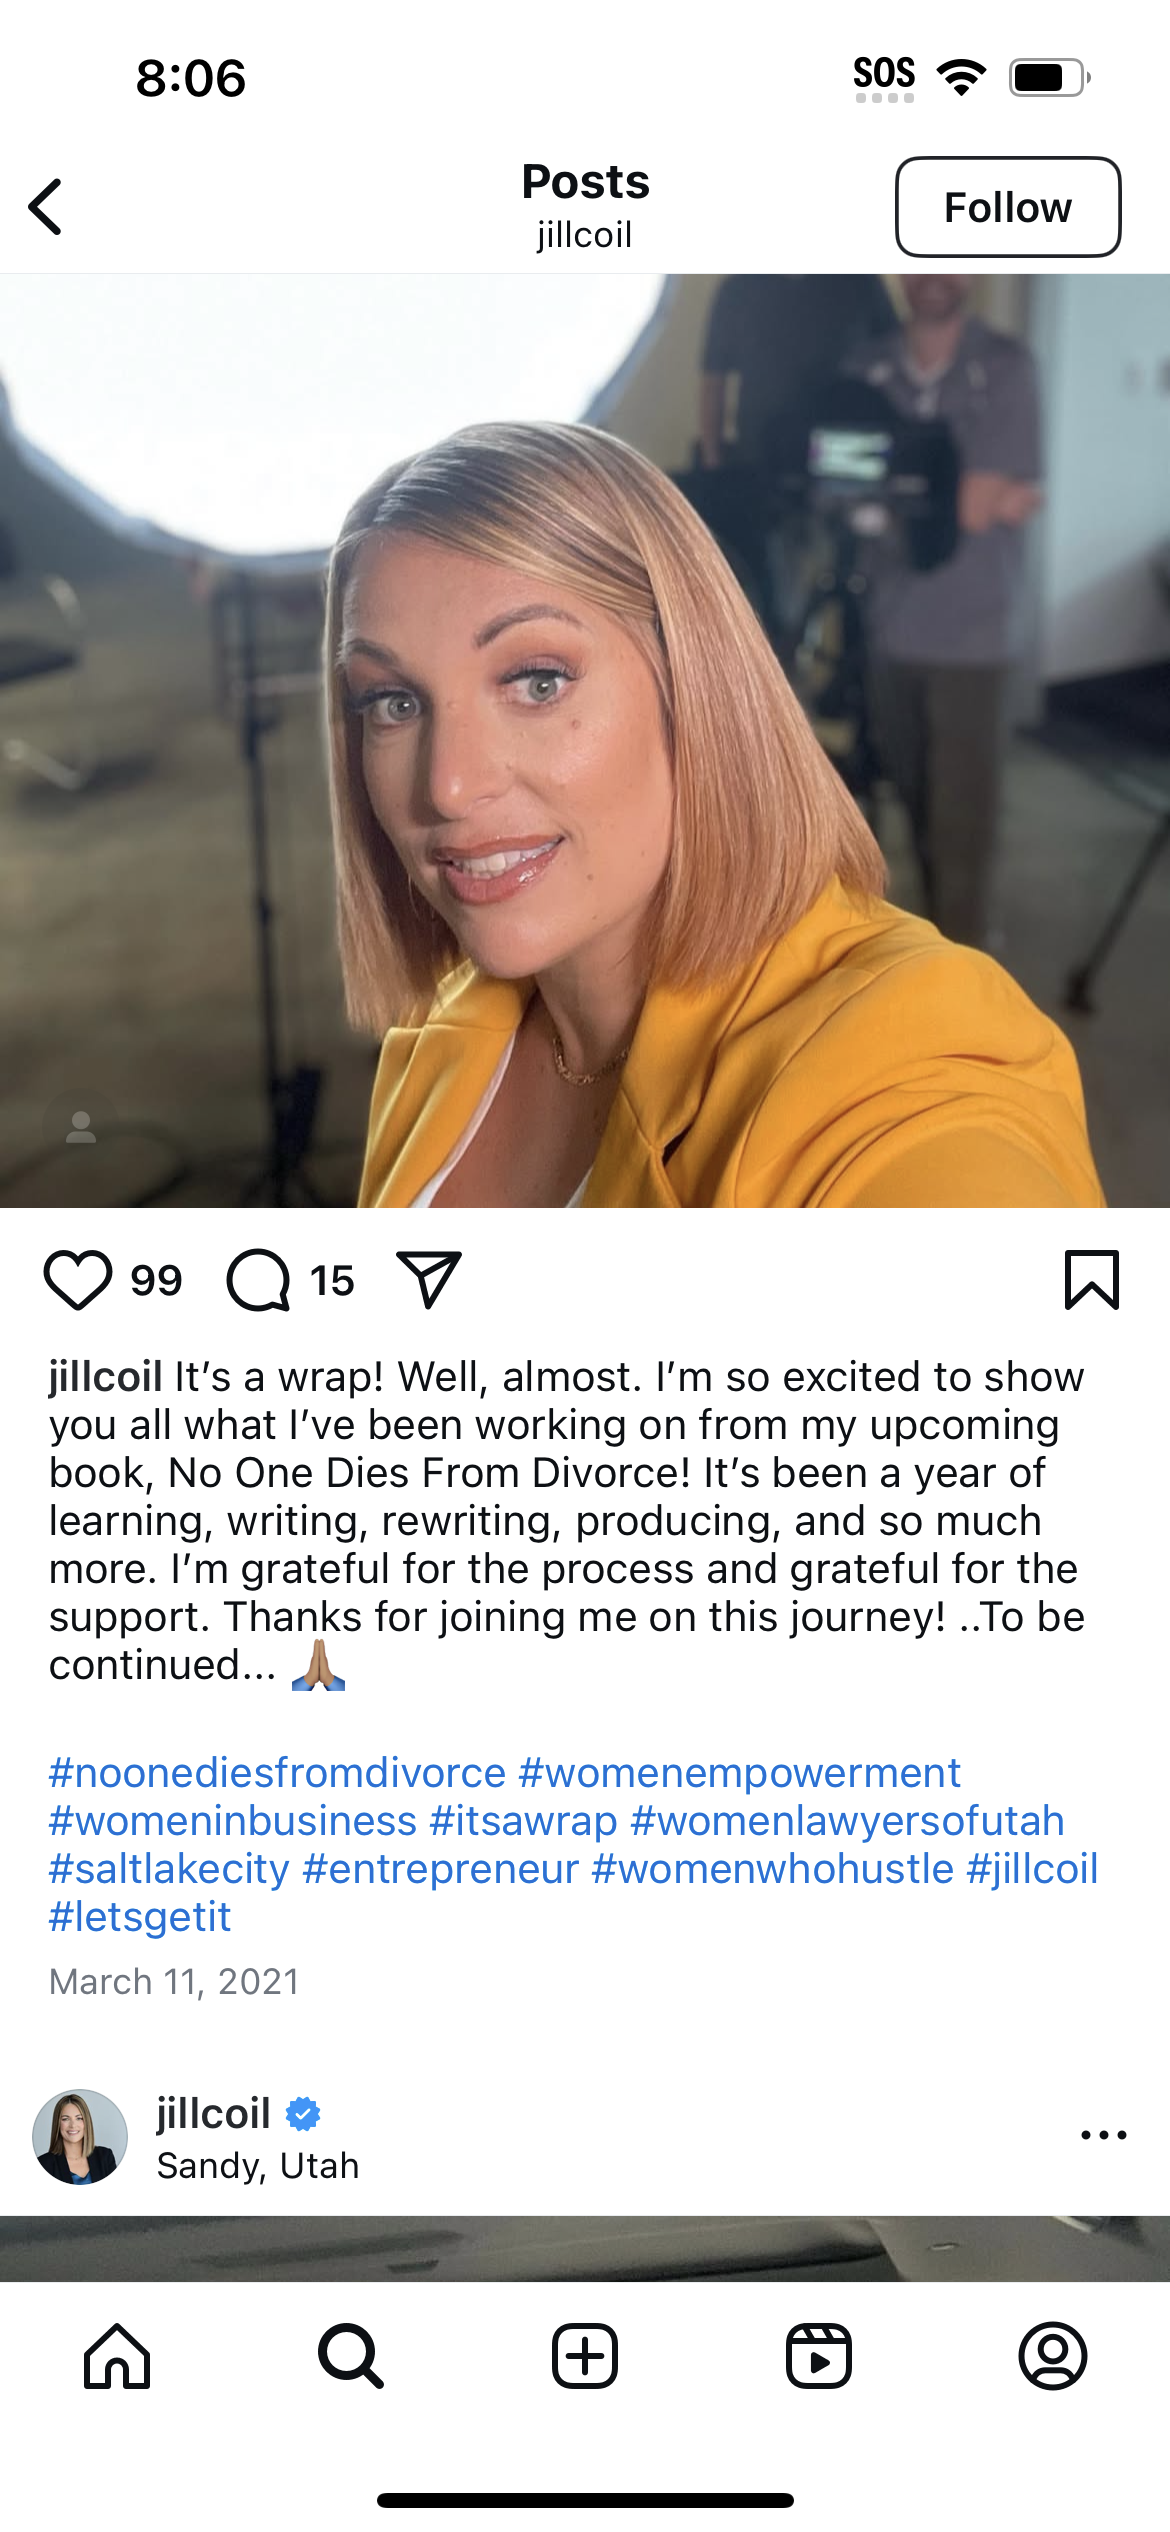 8:06
SOS
Posts
jillcoil
Follow
99
15
jillcoil It’s a wrap! Well, almost. I’m so excited to show
you all what I’ve been working on from my upcoming
book, No One Dies From Divorce! It’s been a year of
learning, writing, rewriting, producing, and so much
more. I’m grateful for the process and grateful for the
support. Thanks for joining me on this journey! ..To be
continued... 🙏🏽
#noonediesfromdivorce #womenempowerment
#womeninbusiness #itsawrap #womenlawyersofutah
#saltlakecity #entrepreneur #womenwhohustle #jillcoil
#letsgetit
March 11, 2021
jillcoil
Sandy, Utah